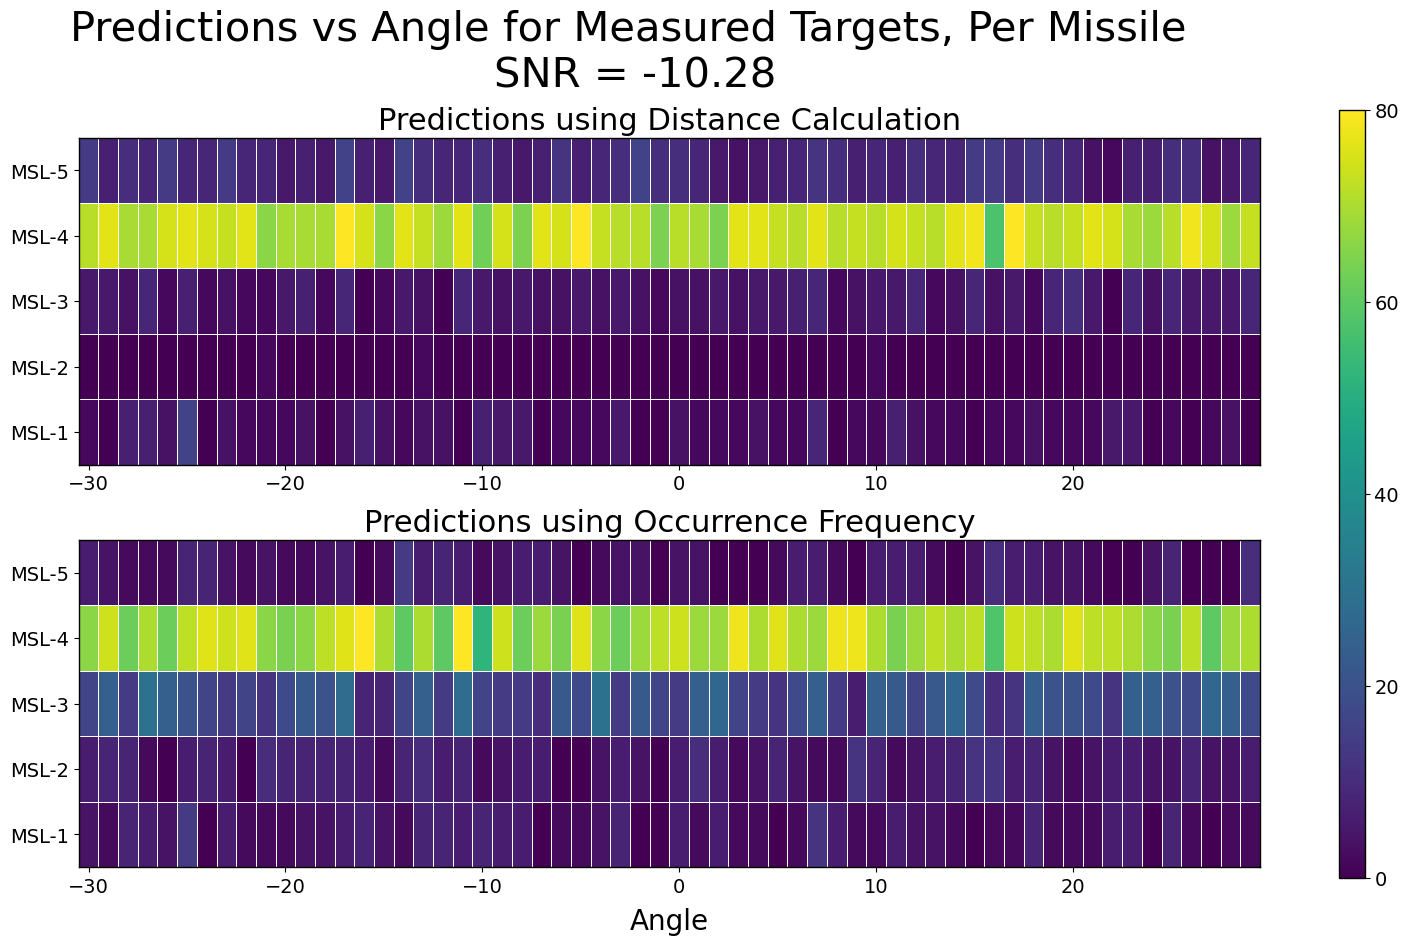 Predictions vs Angle for Measured Targets, Per Missile
SNR = -10.28
Predictions using Distance Calculation
MSL-5
MSL-4
MSL-3
MSL-2
MSL-1
−30 −20 −10 0 10 20
Predictions using Occurrence Frequency
MSL-5
MSL-4
MSL-3
MSL-2
MSL-1
−30 −20 −10 0 10 20
Angle
80
60
40
20
0